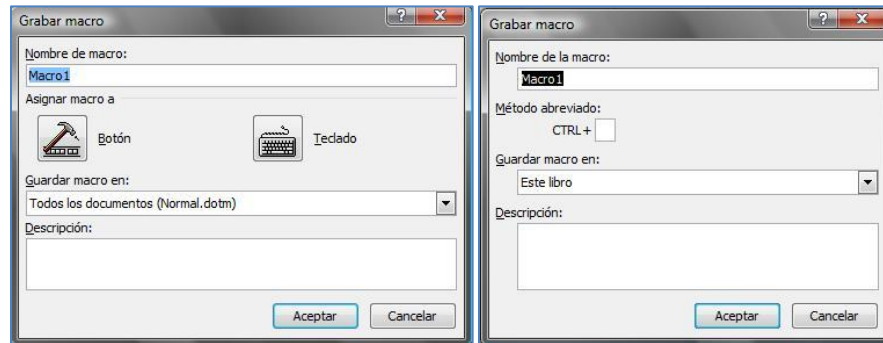 Grabar macro
Nombre de macro:
Macro1
Asignar macro a
Botón
Teclado
Guardar macro en:
Todos los documentos (Normal.dotm)
Descripción:
Aceptar
Cancelar
Grabar macro
Nombre de la macro:
Macro1
Método abreviado:
CTRL+
Guardar macro en:
Este libro
Descripción:
Aceptar
Cancelar